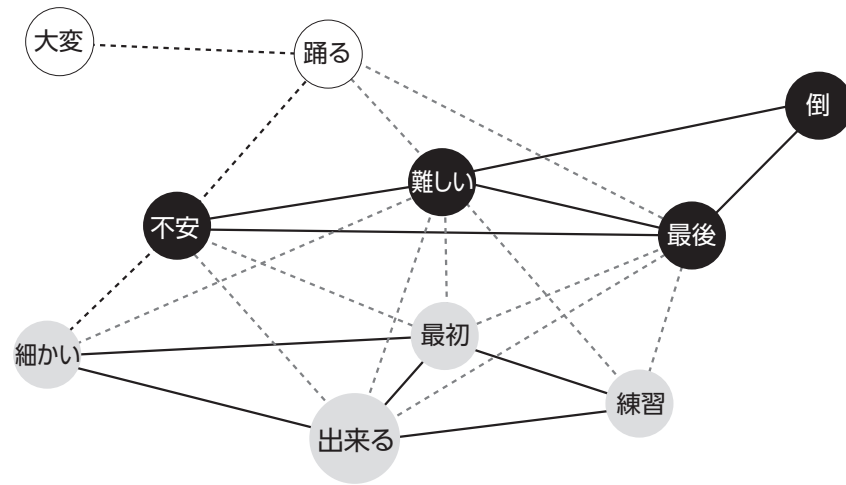 大変
踊る
倒
難しい
不安
最後
最初
細かい
練習
出来る